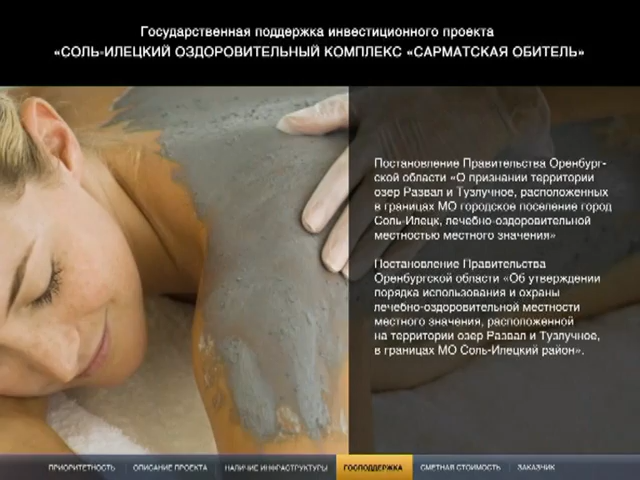 Государственная поддержка инвестиционного проекта
«СОЛЬ-ИЛЕЦКИЙ ОЗДОРОВИТЕЛЬНЫЙ КОМПЛЕКС «САРМАТСКАЯ ОБИТЕЛЬ»
Постановление Правительства Оренбург-
ской области «О признании территории
озер Развал и Тузлучное, расположенных
в границах МО городское поселение город
Соль-Илецк, лечебно-оздоровительной
местностью местного значения»
Постановление Правительства
Оренбургской области «Об утверждении
порядка использования и охраны
лечебно-оздоровительной местности
местного значения, расположенной
на территории озер Развал и Тузлучное,
в границах МО Соль-Илецкий район».
ПРИОРИТЕТНОСТЬ ОПИСАНИЕ ПРОЕКТА НАЛИЧИЕ ИНФРАСТРУКТУРЫ ГОСПОДДЕРЖКА СМЕТНАЯ СТОИМОСТЬ ЗАКАЗЧИК